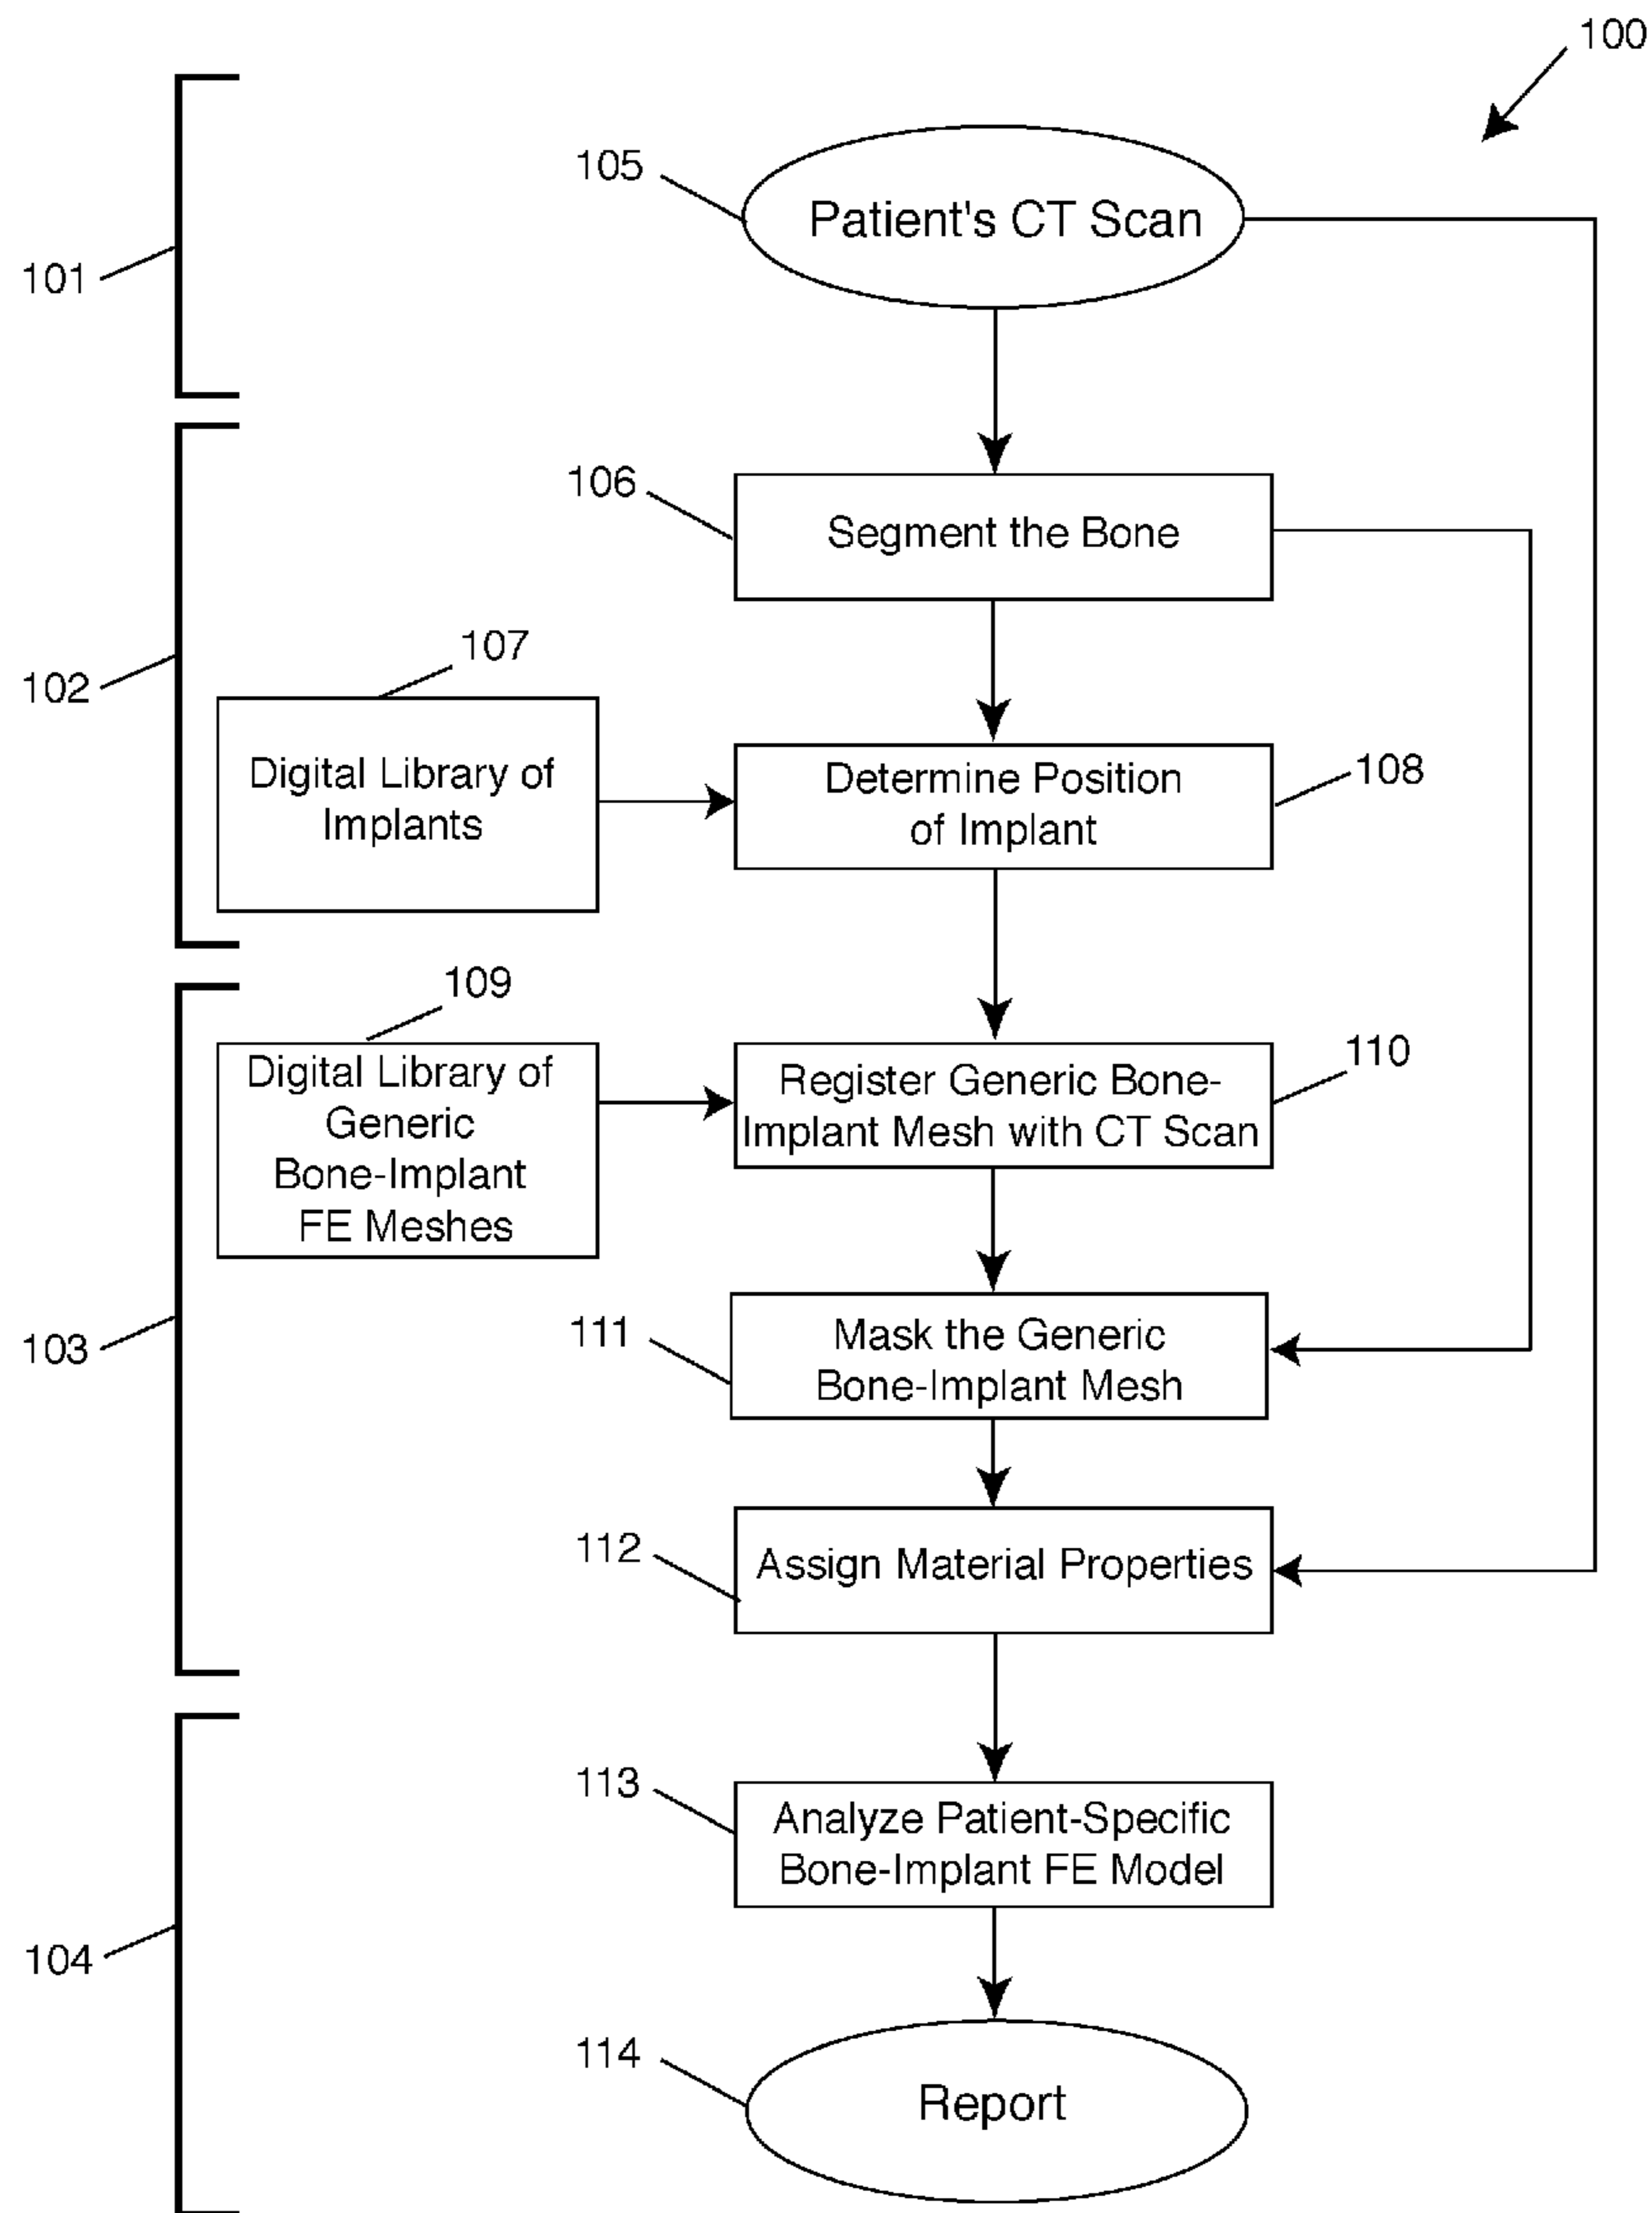 100
105
Patient's CT Scan
101
106
Segment the Bone
107
102
Digital Library of
Implants
Determine Position
of Implant
108
109
Digital Library of
Generic
Bone-Implant
FE Meshes
Register Generic Bone-
Implant Mesh with CT Scan
110
103
111
Mask the Generic
Bone-Implant Mesh
112
Assign Material Properties
113
Analyze Patient-Specific
Bone-Implant FE Model
104
114
Report